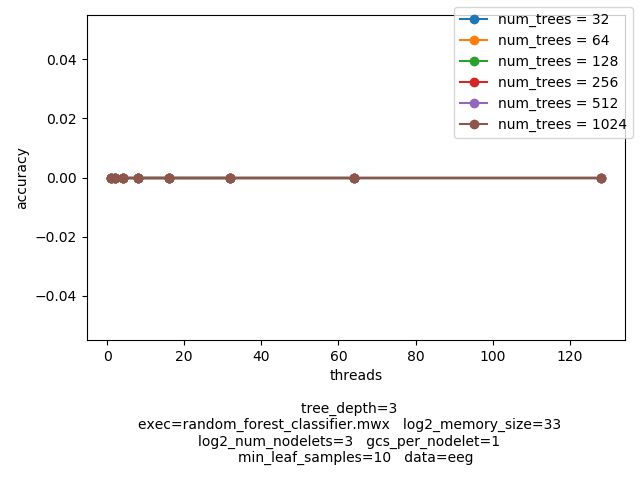 num_trees = 32
num_trees = 64
num_trees = 128
num_trees = 256
num_trees = 512
num_trees = 1024
0.04
0.02
0.00
−0.02
−0.04
accuracy
0 20 40 60 80 100 120
threads
tree_depth=3
exec=random_forest_classifier.mwx log2_memory_size=33
log2_num_nodelets=3 gcs_per_nodelet=1
min_leaf_samples=10 data=eeg